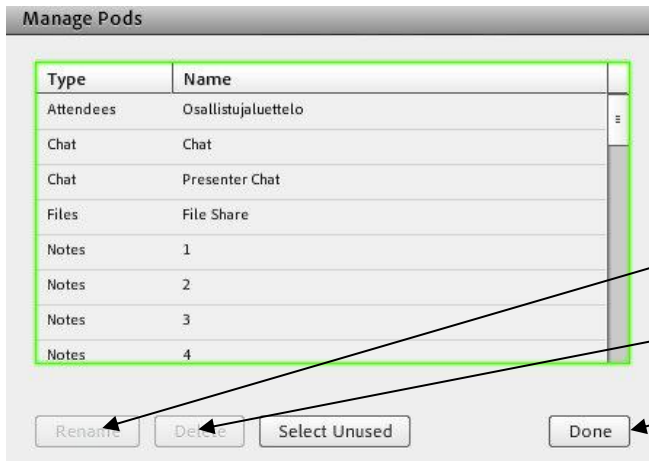 Manage Pods
Type Name
Attendees Osallistujaluettelo
Chat Chat
Chat Presenter Chat
Files File Share
Notes 1
Notes 2
Notes 3
Notes 4
Rename Delete Select Unused Done